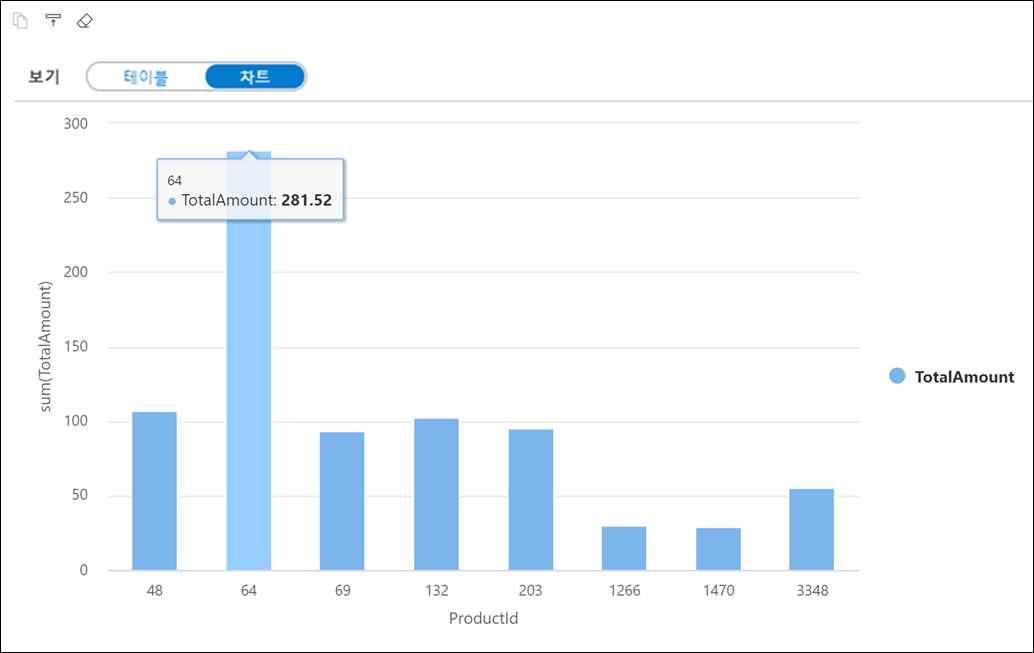 보기 테이블 차트
300
250
200
150
100
50
0
sum(TotalAmount)
64
TotalAmount: 281.52
48 64 69 132 203 1266 1470 3348
ProductId
TotalAmount